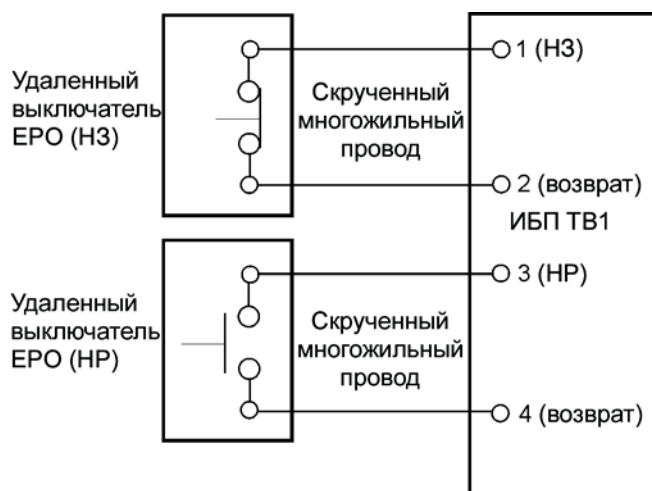 Удаленный
выключатель
EPO (НЗ)
Скрученный
многожильный
провод
1 (НЗ)
2 (возврат)
ИБП TB1
Удаленный
выключатель
EPO (НР)
Скрученный
многожильный
провод
3 (НР)
4 (возврат)